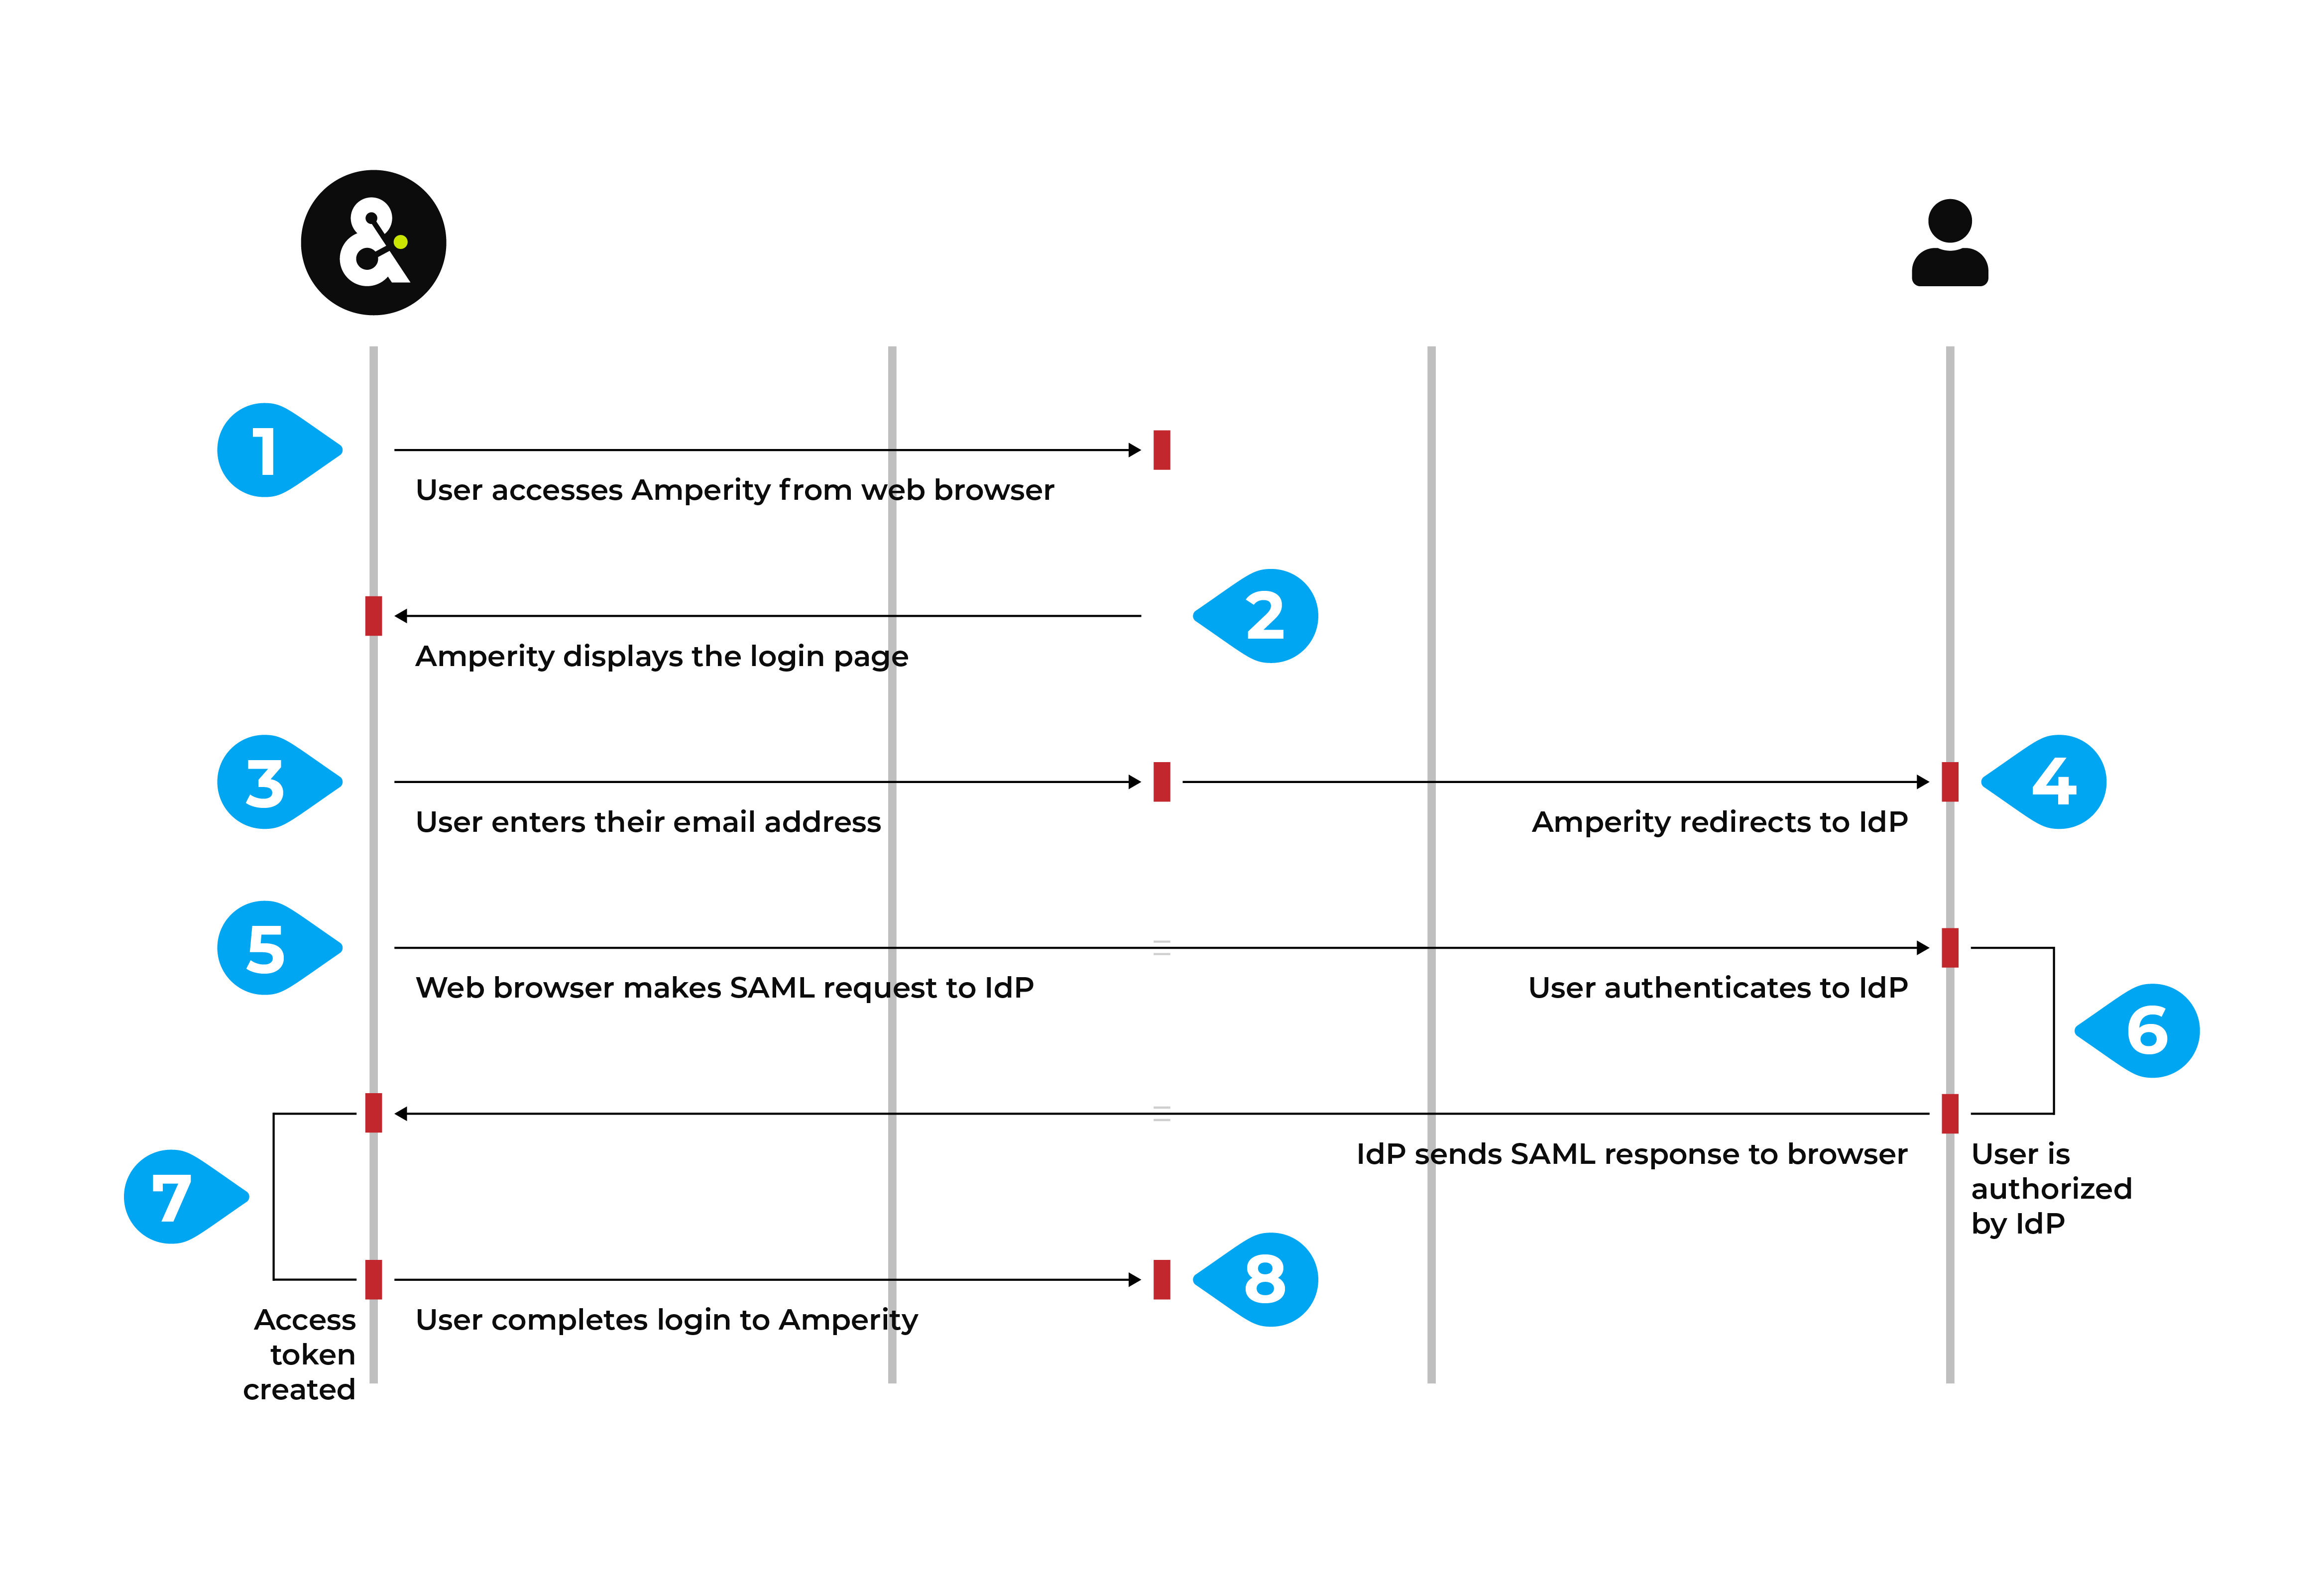 &
1
User accesses Amperity from web browser
2
Amperity displays the login page
3
User enters their email address
4
Amperity redirects to IdP
5
Web browser makes SAML request to IdP
User authenticates to IdP
6
IdP sends SAML response to browser
User is
authorized
by IdP
7
Access
token
created
User completes login to Amperity
8